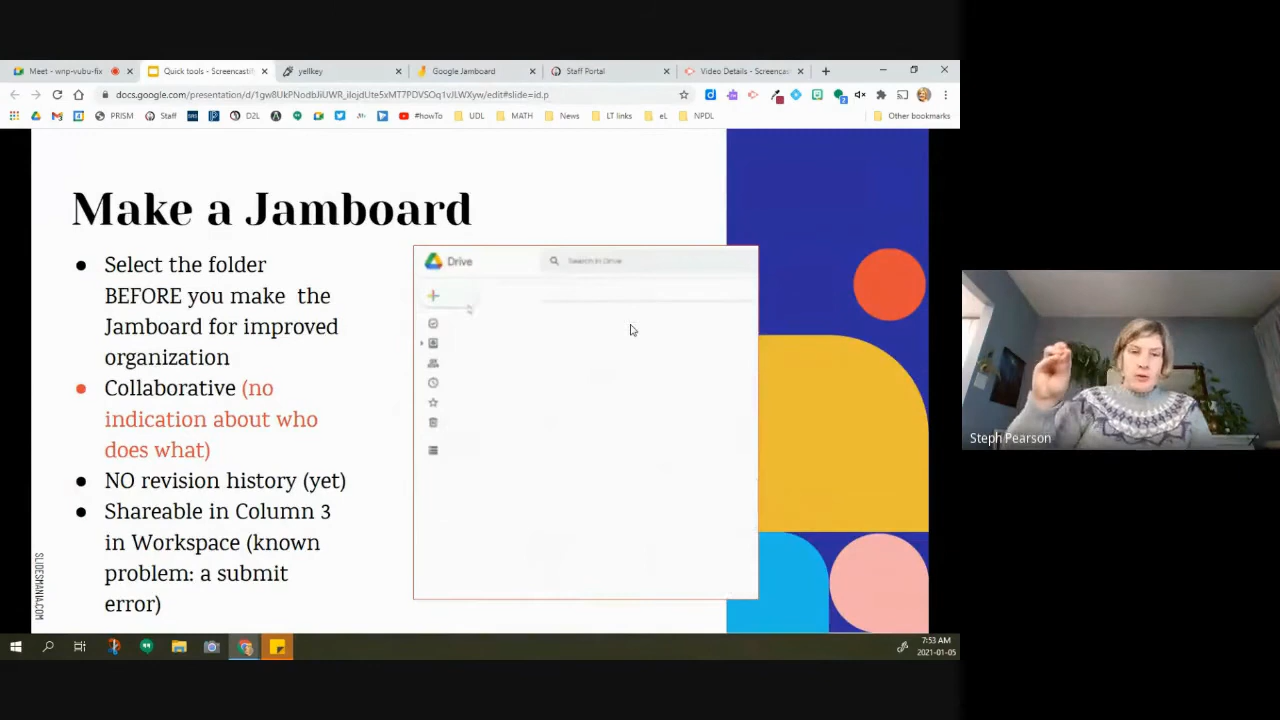 Meet - wnp-vubu-fix
Quick tools - Screencastif
yellkey
Google Jamboard
Staff Portal
Video Details - Screencast
docs.google.com/presentation/d/1gw8UkPNodbJiUWR_ilojdUte5xMT7PDVSOq1vJLWXyw/edit#slide=id.p
PRISM
Staff
D2L
#howTo
UDL
MATH
News
LT links
eL
NPDL
Other bookmarks
Make a Jamboard
● Select the folder
BEFORE you make the
Jamboard for improved
organization
● Collaborative (no
indication about who
does what)
● NO revision history (yet)
● Shareable in Column 3
in Workspace (known
problem: a submit
error)
Drive
Search in Drive
SLIDESMANIA.COM
Steph Pearson
7:53 AM
2021-01-05